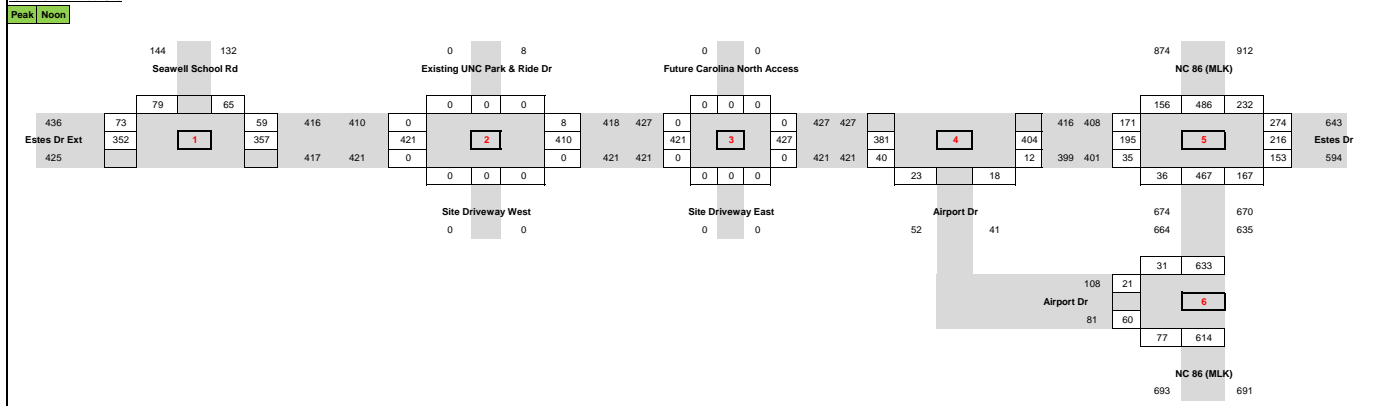 Peak Noon
144 132 0 8 0 0 874 912
Seawell School Rd Existing UNC Park & Ride Dr Future Carolina North Access NC 86 (MLK)
79 65 0 0 0 0 0 0 156 486 232
436 73 59 416 410 0 8 418 427 0 0 427 427 416 408 171 274 643
Estes Dr Ext 352 1 357 421 2 410 421 3 427 381 4 404 195 5 216 Estes Dr
425 417 421 0 0 421 421 0 0 421 421 40 12 399 401 35 153 594
0 0 0 0 0 0 23 18 36 467 167
Site Driveway West Site Driveway East Airport Dr 674 670
0 0 0 0 52 41 664 635
31 633
108 21
Airport Dr 6
81 60
77 614
NC 86 (MLK)
693 691